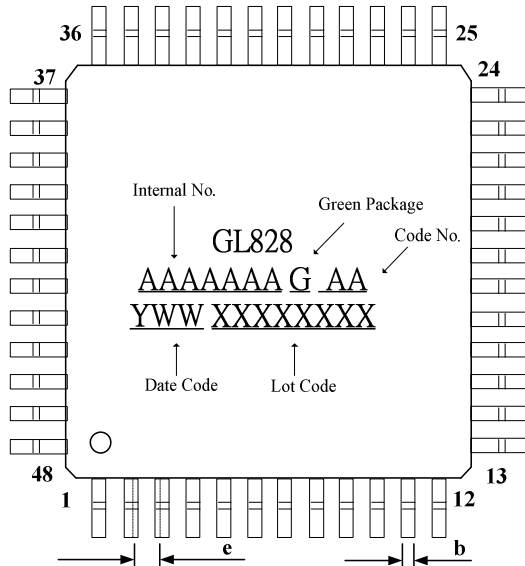 36 25
37 24
Internal No.
Green Package
GL828
Code No.
AAAAAAA G AA
YWW XXXXXXXX
Date Code Lot Code
48 13
1 12
e b